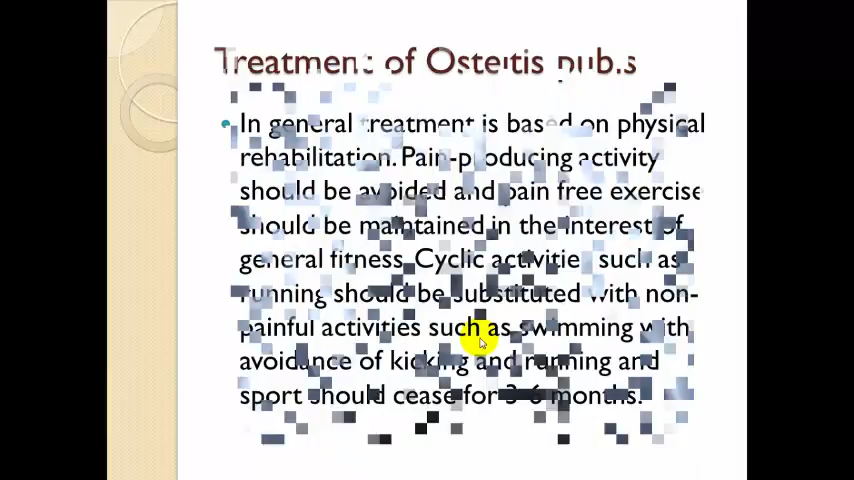 Treatment of Osteitis pubis
• In general treatment is based on physical
rehabilitation. Pain-producing activity
should be avoided and pain free exercise
should be maintained in the interest of
general fitness. Cyclic activities such as
running should be substituted with non-
painful activities such as swimming with
avoidance of kicking and running and
sport should cease for 3-6 months.